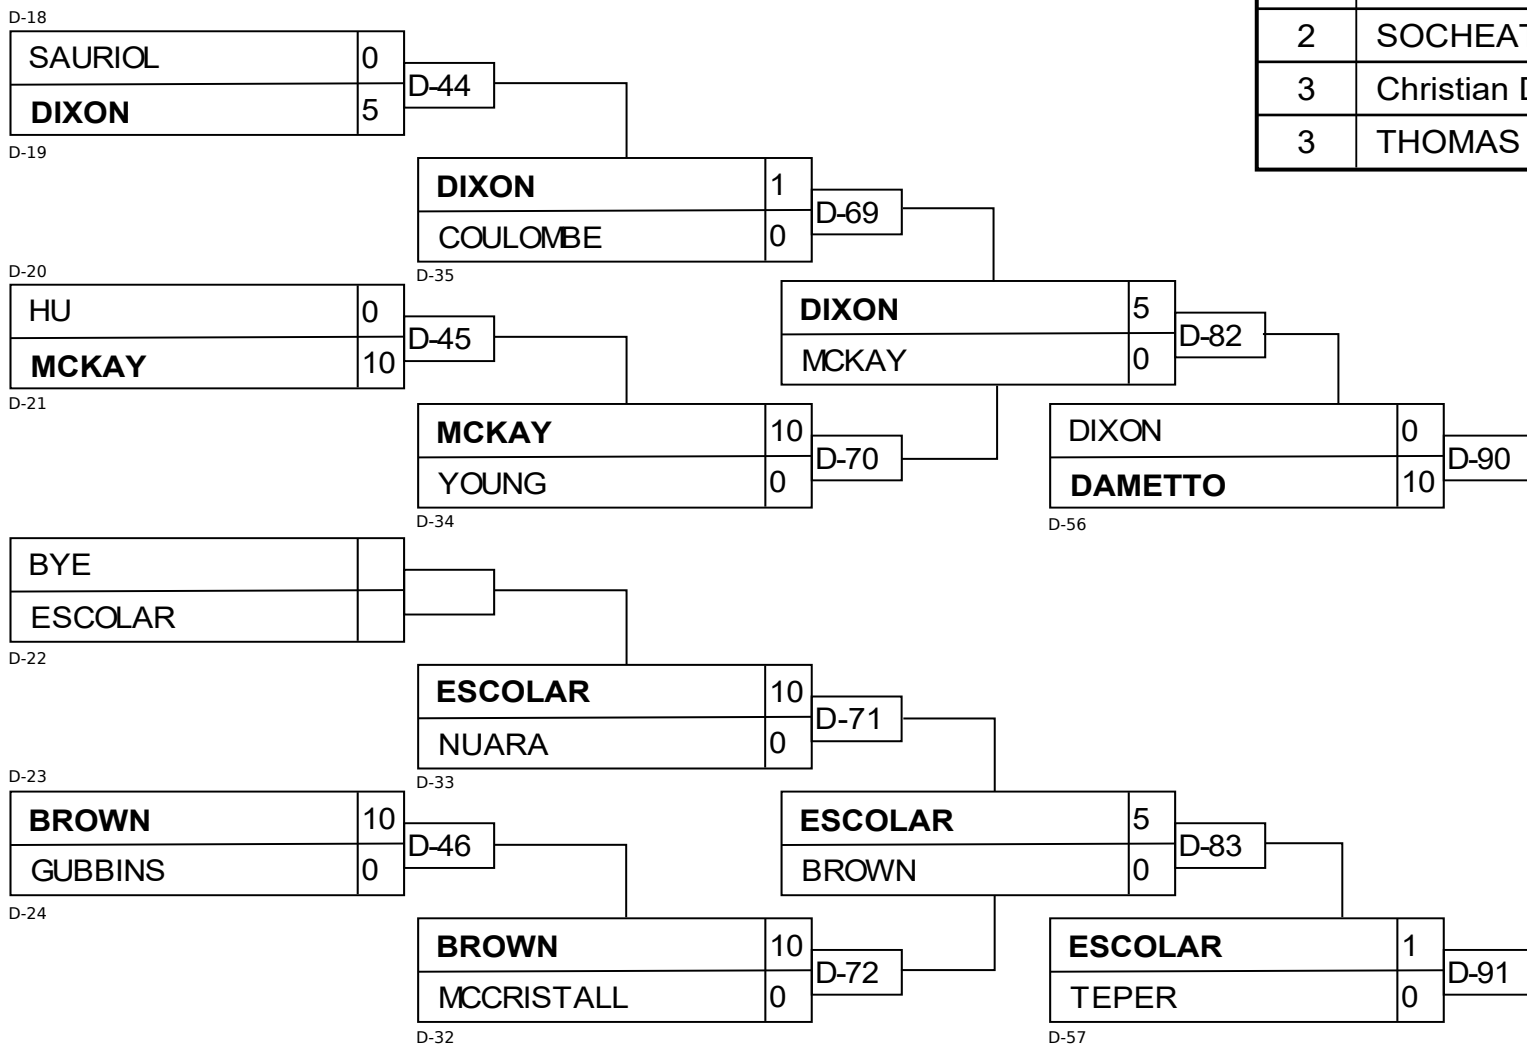 D-18
SAURIOL 0
DIXON 5
D-44
D-19
2 SOCHEAT
3 Christian
3 THOMAS
DIXON 1
COULOMBE 0
D-69
D-35
D-20
HU 0
MCKAY 10
D-45
D-21
DIXON 5
MCKAY 0
D-82
MCKAY 10
YOUNG 0
D-70
D-34
DIXON 0
DAMETTO 10
D-90
D-56
BYE
ESCOLAR
D-22
ESCOLAR 10
NUARA 0
D-71
D-33
D-23
BROWN 10
GUBBINS 0
D-46
D-24
ESCOLAR 5
BROWN 0
D-83
BROWN 10
MCCRISTALL 0
D-72
D-32
ESCOLAR 1
TEPER 0
D-91
D-57